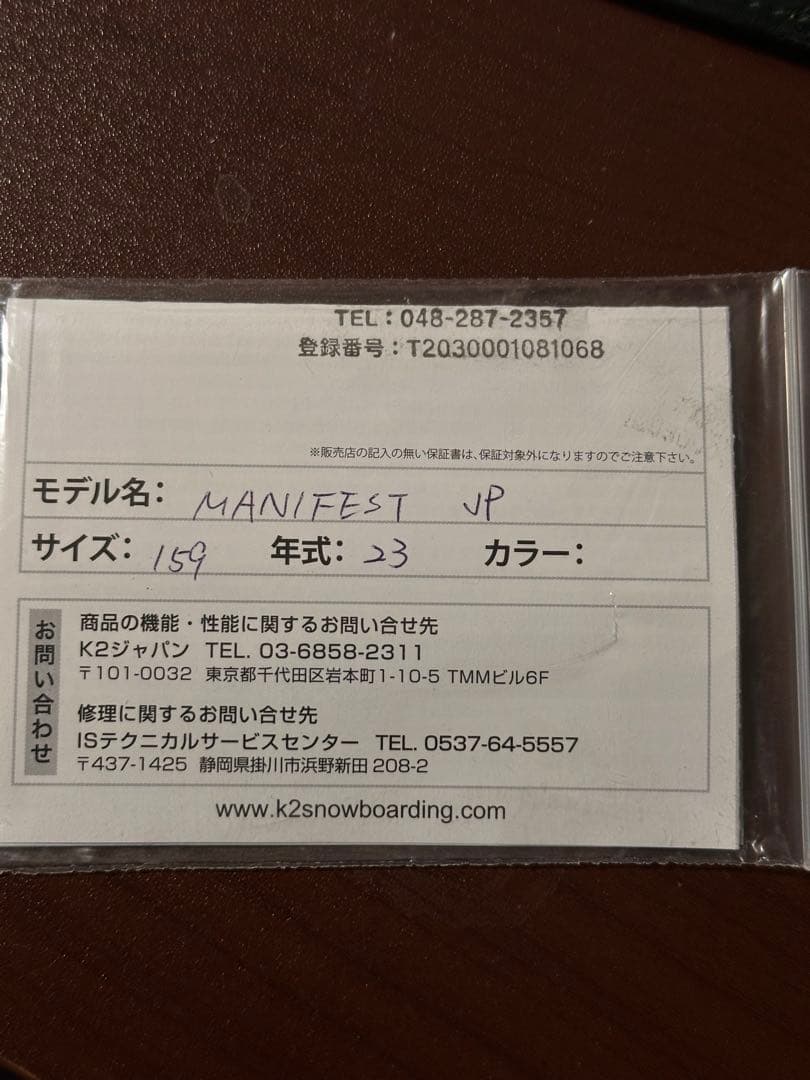 TEL：048-287-2357
登録番号：T2030001081068
※販売店の記入の無い保証書は、保証対象外になりますのでご注意下さい。
モデル名： MANIFEST JP
サイズ： 159 年式： 23 カラー：
お問い合わせ
商品の機能・性能に関するお問い合せ先
K2ジャパン TEL. 03-6858-2311
〒101-0032 東京都千代田区岩本町1-10-5 TMMビル6F
修理に関するお問い合せ先
ISテクニカルサービスセンター TEL. 0537-64-5557
〒437-1425 静岡県掛川市浜野新田 208-2
www.k2snowboarding.com